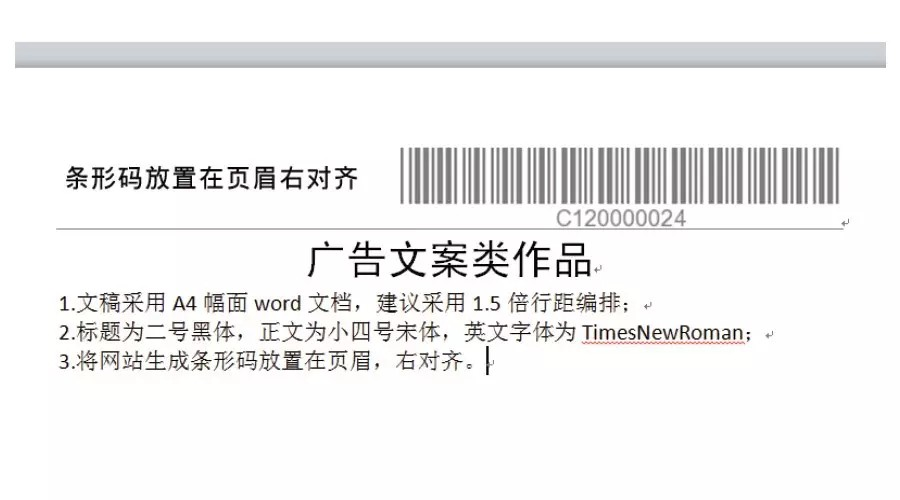 条形码放置在页眉右对齐
C120000024
广告文案类作品
1.文稿采用 A4 幅面 word 文档，建议采用 1.5 倍行距编排；
2.标题为二号黑体，正文为小四号宋体，英文字体为 TimesNewRoman；
3.将网站生成条形码放置在页眉，右对齐。